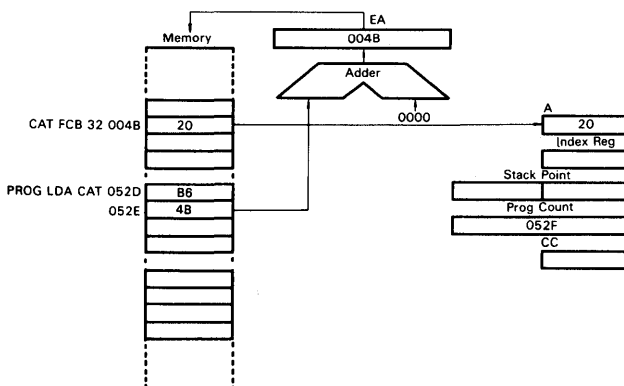 EA
Memory
004B
Adder
0000
A
CAT FCB 32 004B
20
20
Index Reg
Stack Point
PROG LDA CAT 052D
B6
Prog Count
052E
4B
052F
CC